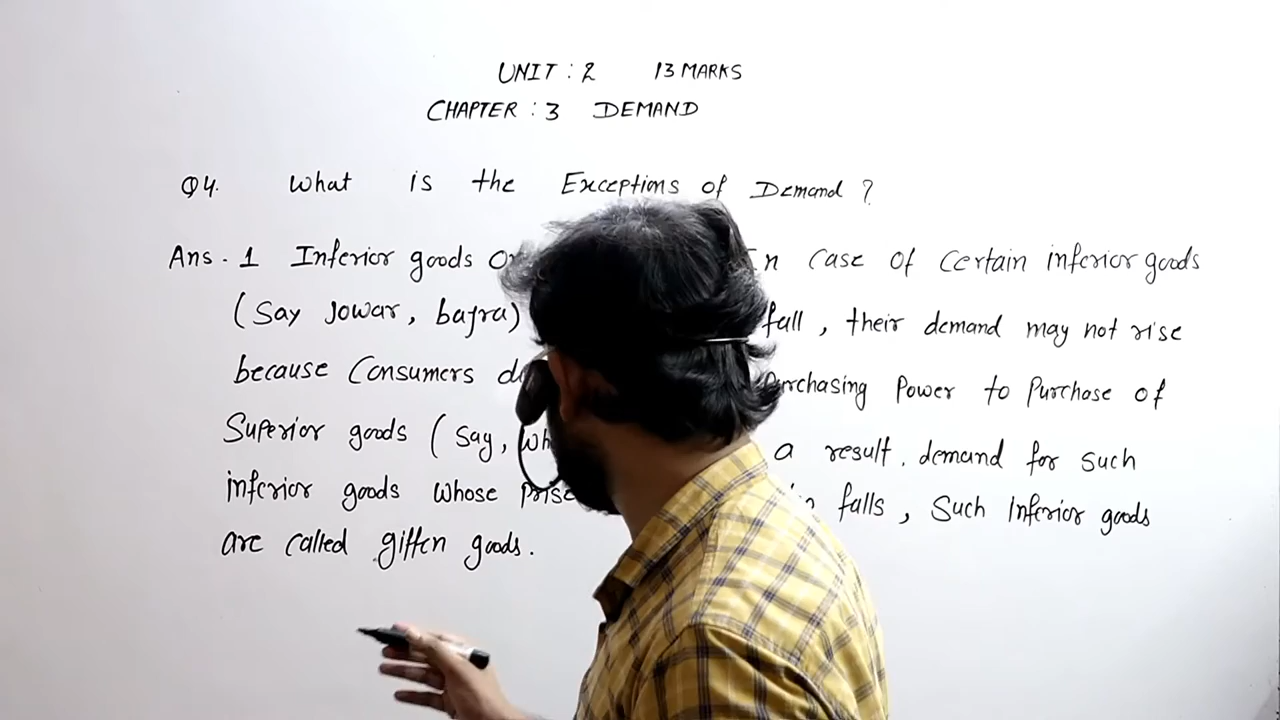 UNIT : 2 13 MARKS
CHAPTER : 3 DEMAND
Q4. What is the Exceptions of Demand ?
Ans . 1 Inferior goods In case of certain inferior goods
(Say Jowar, bajra) fall , their demand may not rise
because Consumers Purchasing Power to Purchase of
Superior goods ( Say, a result . demand for such
inferior goods whose falls , Such Inferior goods
are called giffen goods .